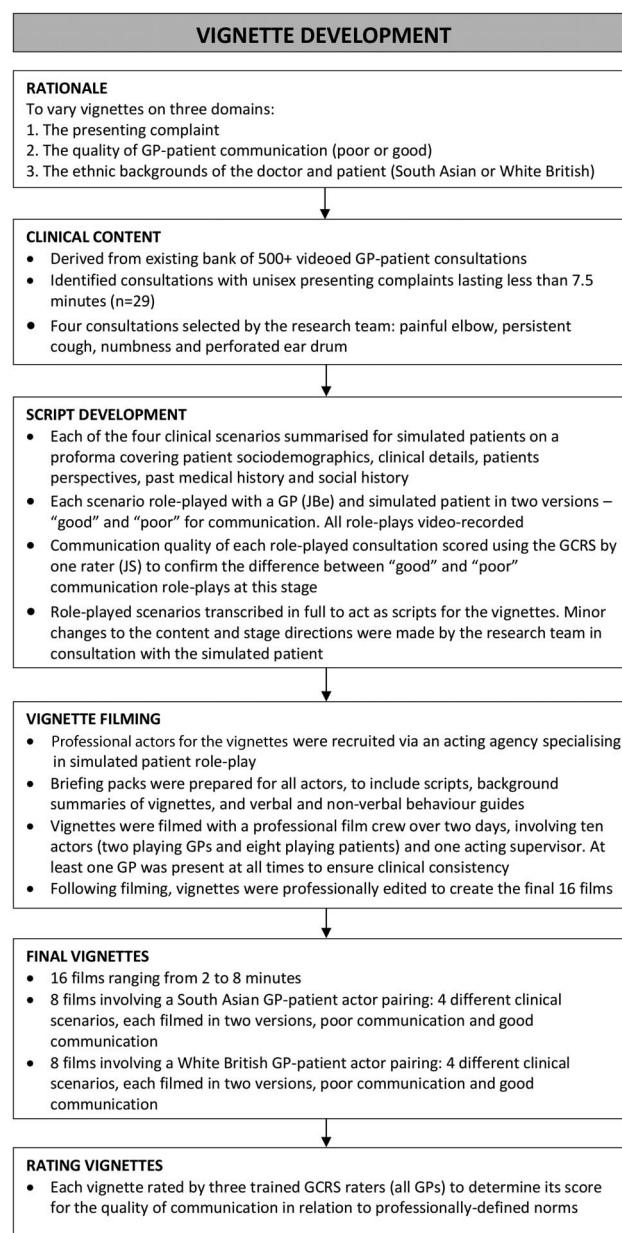 VIGNETTE DEVELOPMENT
RATIONALE
To vary vignettes on three domains:
1. The presenting complaint
2. The quality of GP-patient communication (poor or good)
3. The ethnic backgrounds of the doctor and patient (South Asian or White British)
CLINICAL CONTENT
• Derived from existing bank of 500+ videoed GP-patient consultations
• Identified consultations with unisex presenting complaints lasting less than 7.5
minutes (n=29)
• Four consultations selected by the research team: painful elbow, persistent
cough, numbness and perforated ear drum
SCRIPT DEVELOPMENT
• Each of the four clinical scenarios summarised for simulated patients on a
proforma covering patient sociodemographics, clinical details, patients
perspectives, past medical history and social history
• Each scenario role-played with a GP (JBe) and simulated patient in two versions –
“good” and “poor” for communication. All role-plays video-recorded
• Communication quality of each role-played consultation scored using the GCRS by
one rater (JS) to confirm the difference between “good” and “poor”
communication role-plays at this stage
• Role-played scenarios transcribed in full to act as scripts for the vignettes. Minor
changes to the content and stage directions were made by the research team in
consultation with the simulated patient
VIGNETTE FILMING
• Professional actors for the vignettes were recruited via an acting agency specialising
in simulated patient role-play
• Briefing packs were prepared for all actors, to include scripts, background
summaries of vignettes, and verbal and non-verbal behaviour guides
• Vignettes were filmed with a professional film crew over two days, involving ten
actors (two playing GPs and eight playing patients) and one acting supervisor. At
least one GP was present at all times to ensure clinical consistency
• Following filming, vignettes were professionally edited to create the final 16 films
FINAL VIGNETTES
• 16 films ranging from 2 to 8 minutes
• 8 films involving a South Asian GP-patient actor pairing: 4 different clinical
scenarios, each filmed in two versions, poor communication and good
communication
• 8 films involving a White British GP-patient actor pairing: 4 different clinical
scenarios, each filmed in two versions, poor communication and good
communication
RATING VIGNETTES
• Each vignette rated by three trained GCRS raters (all GPs) to determine its score
for the quality of communication in relation to professionally-defined norms